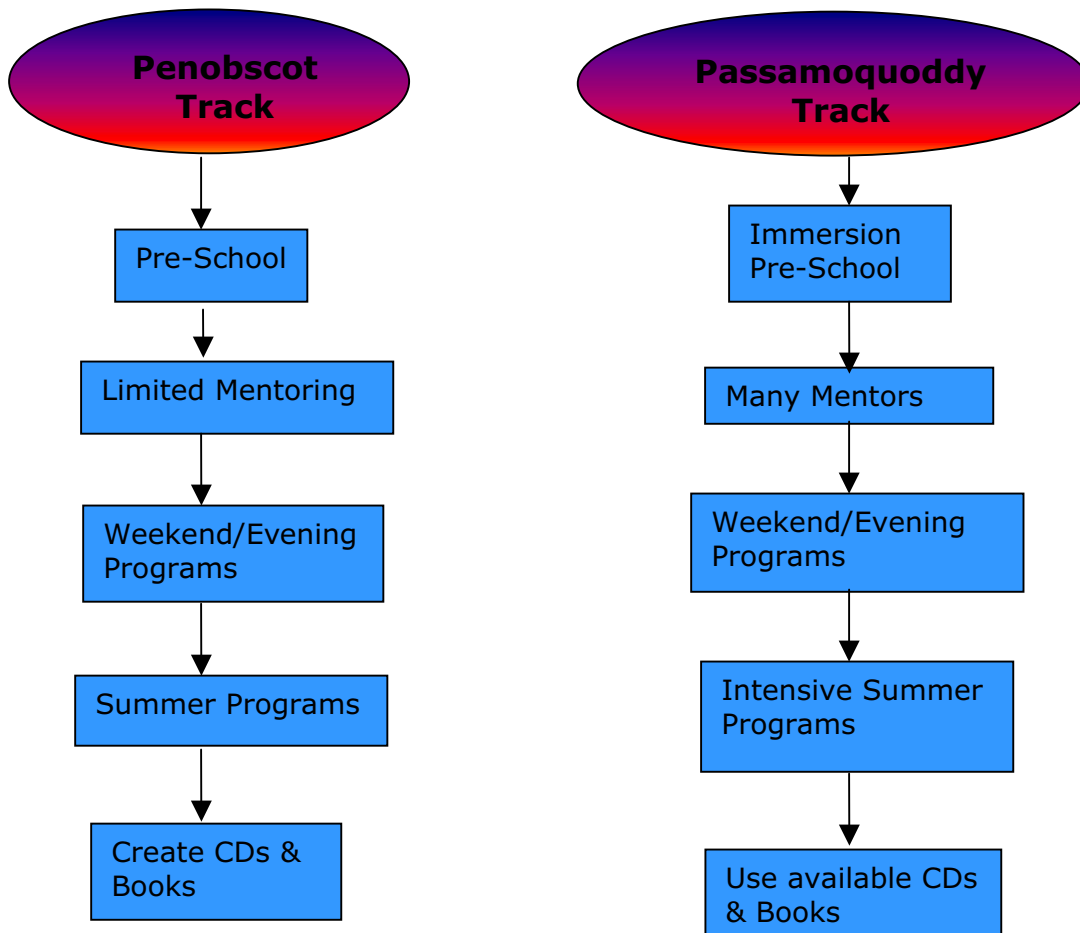 Penobscot
Track
Pre-School
Limited Mentoring
Weekend/Evening
Programs
Summer Programs
Create CDs &
Books
Passamoquoddy
Track
Immersion
Pre-School
Many Mentors
Weekend/Evening
Programs
Intensive Summer
Programs
Use available CDs
& Books